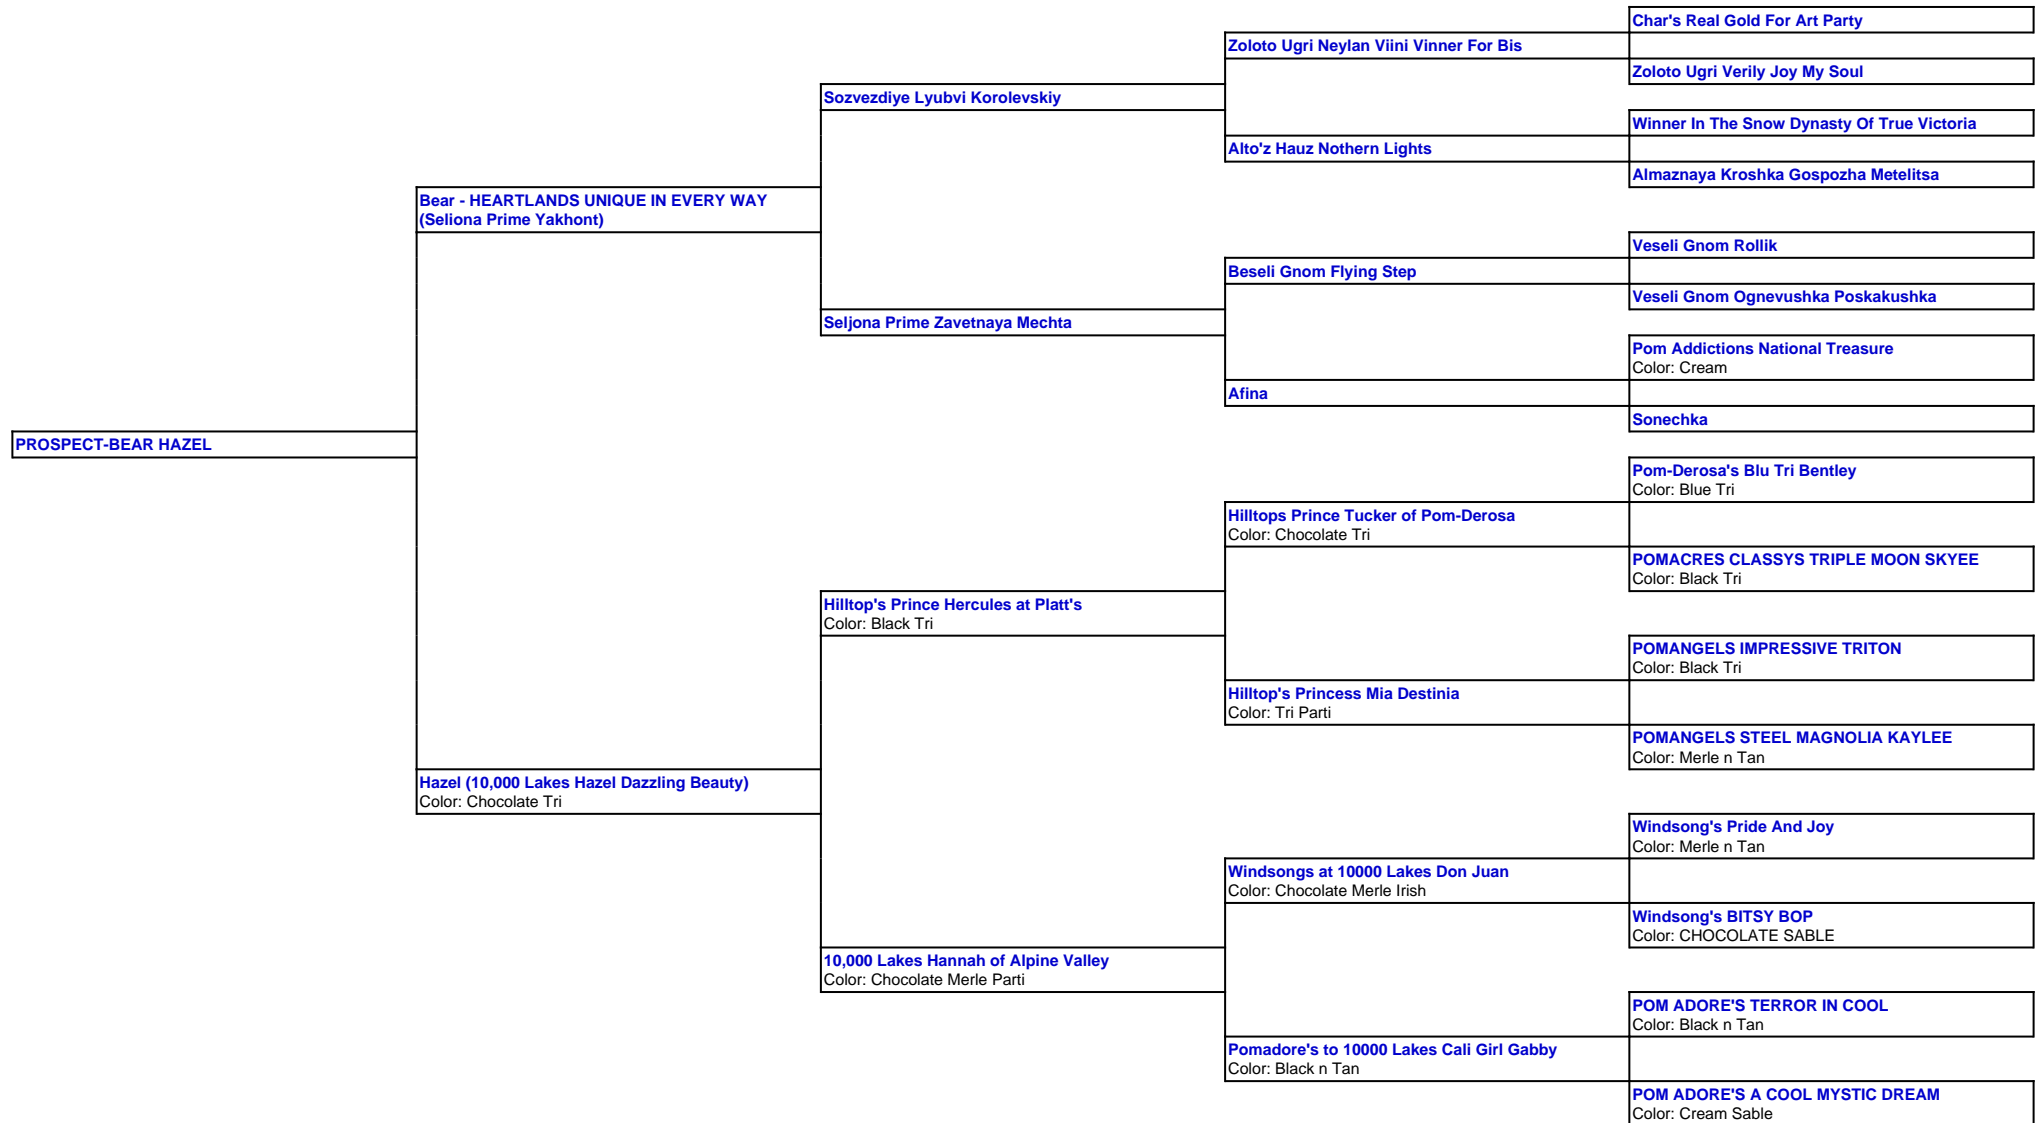 PROSPECT-BEAR HAZEL
Bear - HEARTLANDS UNIQUE IN EVERY WAY
(Seliona Prime Yakhont)
Hazel (10,000 Lakes Hazel Dazzling Beauty)
Color: Chocolate Tri
Sozvezdiye Lyubvi Korolevskiy
Seljona Prime Zavetnaya Mechta
Hilltop's Prince Hercules at Platt's
Color: Black Tri
10,000 Lakes Hannah of Alpine Valley
Color: Chocolate Merle Parti
Zoloto Ugri Neylan Viini Vinner For Bis
Alto'z Hauz Nothern Lights
Beseli Gnom Flying Step
Afina
Hilltops Prince Tucker of Pom-Derosa
Color: Chocolate Tri
Hilltop's Princess Mia Destinia
Color: Tri Parti
Windsongs at 10000 Lakes Don Juan
Color: Chocolate Merle Irish
Pomadore's to 10000 Lakes Cali Girl Gabby
Color: Black n Tan
Char's Real Gold For Art Party
Zoloto Ugri Verily Joy My Soul
Winner In The Snow Dynasty Of True Victoria
Almaznaya Kroshka Gospozha Metelitsa
Veseli Gnom Rollik
Veseli Gnom Ognevushka Poskakushka
Pom Addictions National Treasure
Color: Cream
Sonechka
Pom-Derosa's Blu Tri Bentley
Color: Blue Tri
POMACRES CLASSYS TRIPLE MOON SKYEE
Color: Black Tri
POMANGELS IMPRESSIVE TRITON
Color: Black Tri
POMANGELS STEEL MAGNOLIA KAYLEE
Color: Merle n Tan
Windsong's Pride And Joy
Color: Merle n Tan
Windsong's BITSY BOP
Color: CHOCOLATE SABLE
POM ADORE'S TERROR IN COOL
Color: Black n Tan
POM ADORE'S A COOL MYSTIC DREAM
Color: Cream Sable